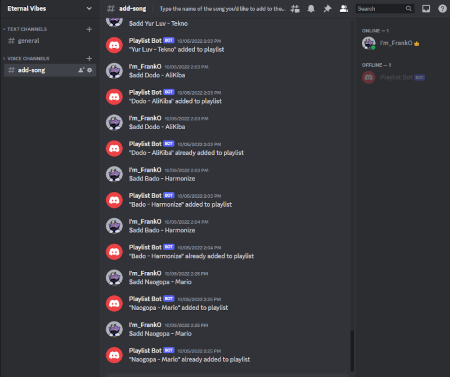 Eternal Vibes
# add-song
Type the name of the song you'd like to add to the...
Search
TEXT CHANNELS
# general
VOICE CHANNELS
# add-song
ONLINE — 1
I'm_FrankO
OFFLINE — 1
Playlist Bot BOT
$add Yur Luv - Tekno
Playlist Bot BOT 10/05/2022 2:03 PM
"Yur Luv - Tekno" added to playlist
I'm_FrankO 10/05/2022 2:03 PM
$add Dodo - AliKiba
Playlist Bot BOT 10/05/2022 2:03 PM
"Dodo - AliKiba" added to playlist
I'm_FrankO 10/05/2022 2:03 PM
$add Dodo - AliKiba
Playlist Bot BOT 10/05/2022 2:03 PM
"Dodo - AliKiba" already added to playlist
I'm_FrankO 10/05/2022 2:03 PM
$add Bado - Harmonize
Playlist Bot BOT 10/05/2022 2:03 PM
"Bado - Harmonize" added to playlist
I'm_FrankO 10/05/2022 2:04 PM
$add Bado - Harmonize
Playlist Bot BOT 10/05/2022 2:04 PM
"Bado - Harmonize" already added to playlist
I'm_FrankO 10/05/2022 2:25 PM
$add Naogopa - Mario
Playlist Bot BOT 10/05/2022 2:25 PM
"Naogopa - Mario" added to playlist
I'm_FrankO 10/05/2022 2:25 PM
$add Naogopa - Mario
Playlist Bot BOT 10/05/2022 2:25 PM
"Naogopa - Mario" already added to playlist